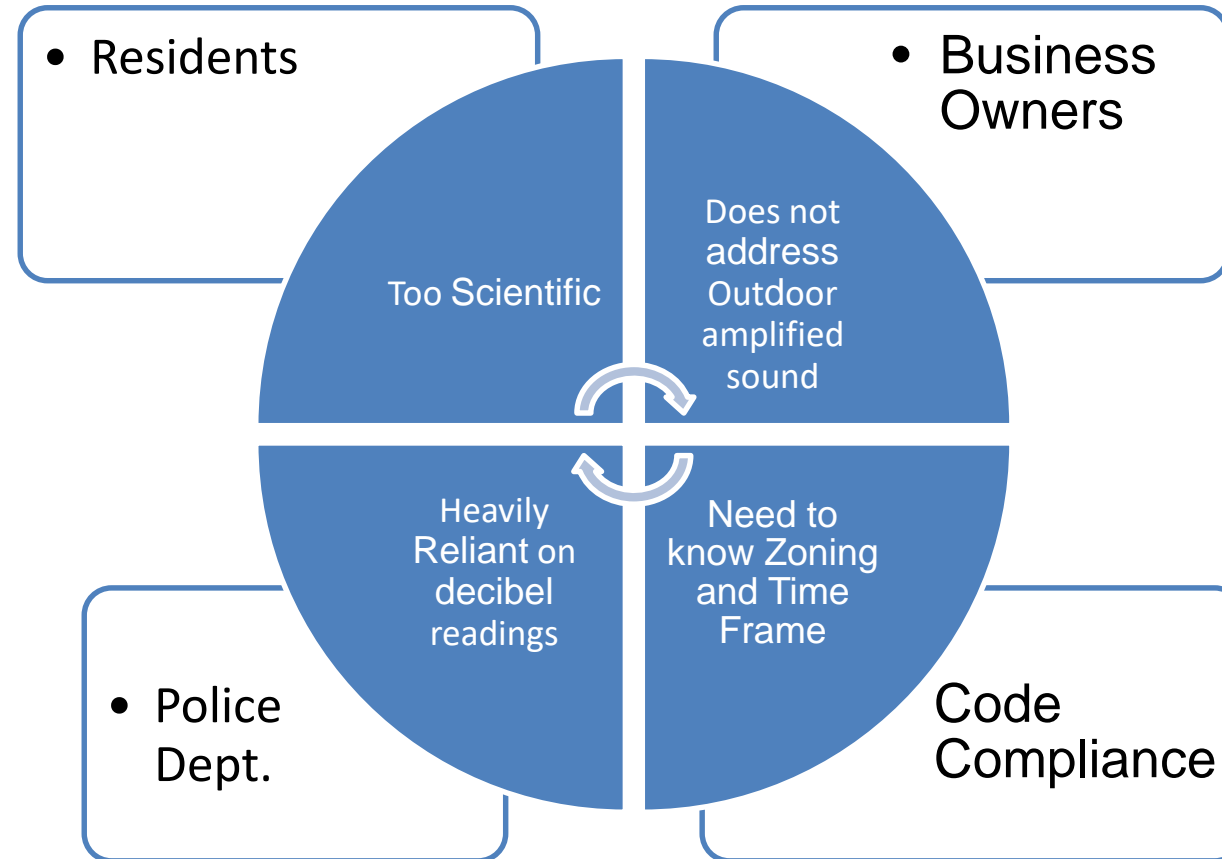 • Residents
• Business
Owners
Too Scientific
Does not
address
Outdoor
amplified
sound
Heavily
Reliant on
decibel
readings
Need to
know Zoning
and Time
Frame
• Police
Dept.
Code
Compliance